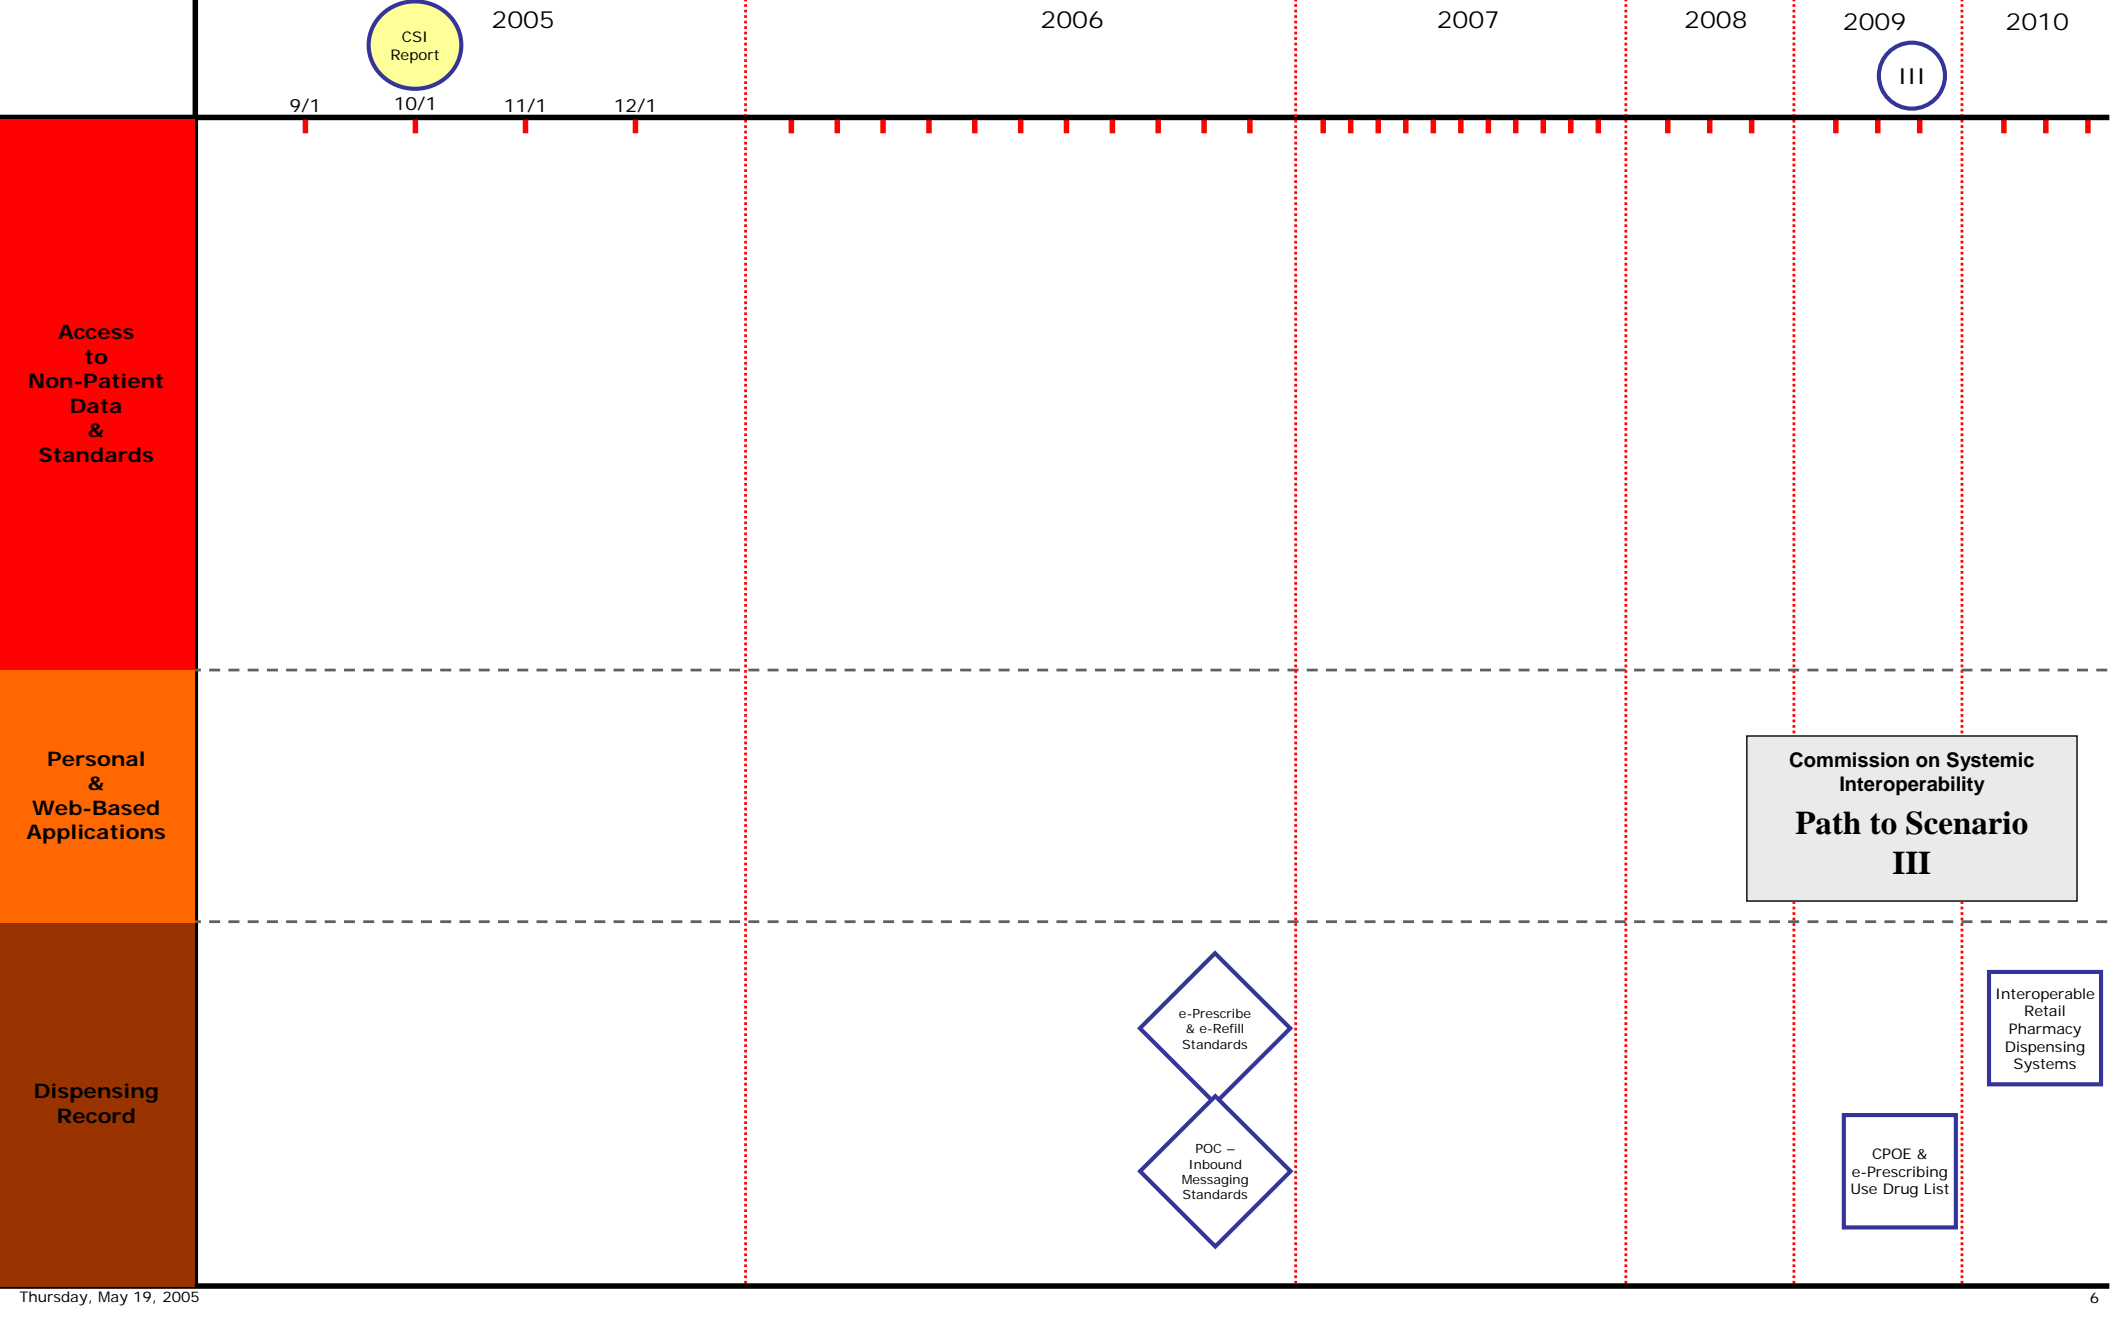 2005
2006
2007
2008
2009
2010
CSI
Report
III
9/1
10/1
11/1
12/1
Access
to
Non-Patient
Data
&
Standards
Personal
&
Web-Based
Applications
Commission on Systemic
Interoperability
Path to Scenario
III
Dispensing
Record
e-Prescribe
& e-Refill
Standards
POC –
Inbound
Messaging
Standards
Interoperable
Retail
Pharmacy
Dispensing
Systems
CPOE &
e-Prescribing
Use Drug List
Thursday, May 19, 2005
6